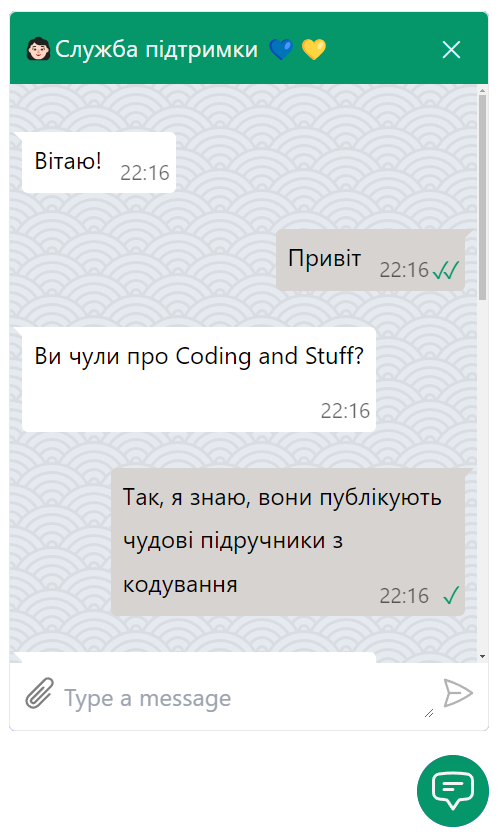 Служба підтримки
Вітаю!
22:16
Привіт
22:16
Ви чули про Coding and Stuff?
22:16
Так, я знаю, вони публікують
чудові підручники з
кодування
22:16
Type a message